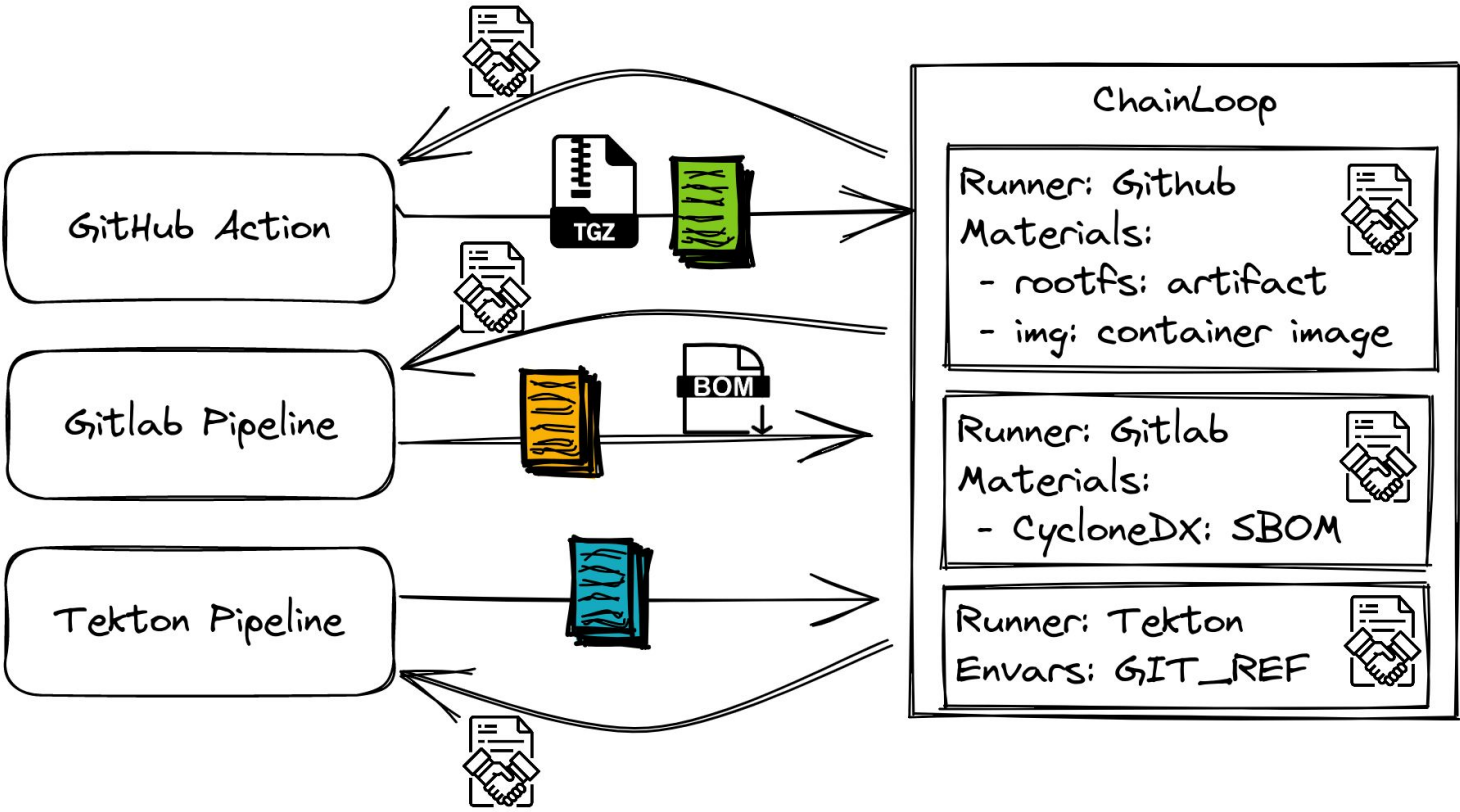 ChainLoop
GitHub Action
TGZ
Runner: Github
Materials:
- rootfs: artifact
- img: container image
Gitlab Pipeline
BOM
Runner: Gitlab
Materials:
- CycloneDX: SBOM
Tekton Pipeline
Runner: Tekton
Envars: GIT_REF